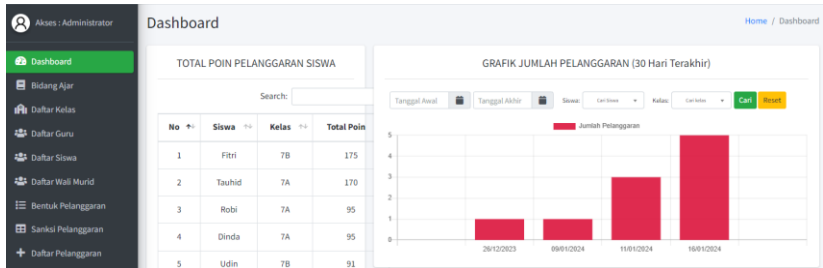 Akses : Administrator
Dashboard
Bidang Ajar
Daftar Kelas
Daftar Guru
Daftar Siswa
Daftar Wali Murid
Bentuk Pelanggaran
Sanksi Pelanggaran
Daftar Pelanggaran
Dashboard
Home / Dashboard
TOTAL POIN PELANGGARAN SISWA
Search:
No Siswa Kelas Total Poin
1 Fitri 7B 175
2 Tauhid 7A 170
3 Robi 7A 95
4 Dinda 7A 95
5 Udin 7B 91
GRAFIK JUMLAH PELANGGARAN (30 Hari Terakhir)
Tanggal Awal Tanggal Akhir Siswa: Cari Siswa Kelas: Cari kelas Cari Reset
Jumlah Pelanggaran
5
4
3
2
1
0
26/12/2023 09/01/2024 11/01/2024 16/01/2024